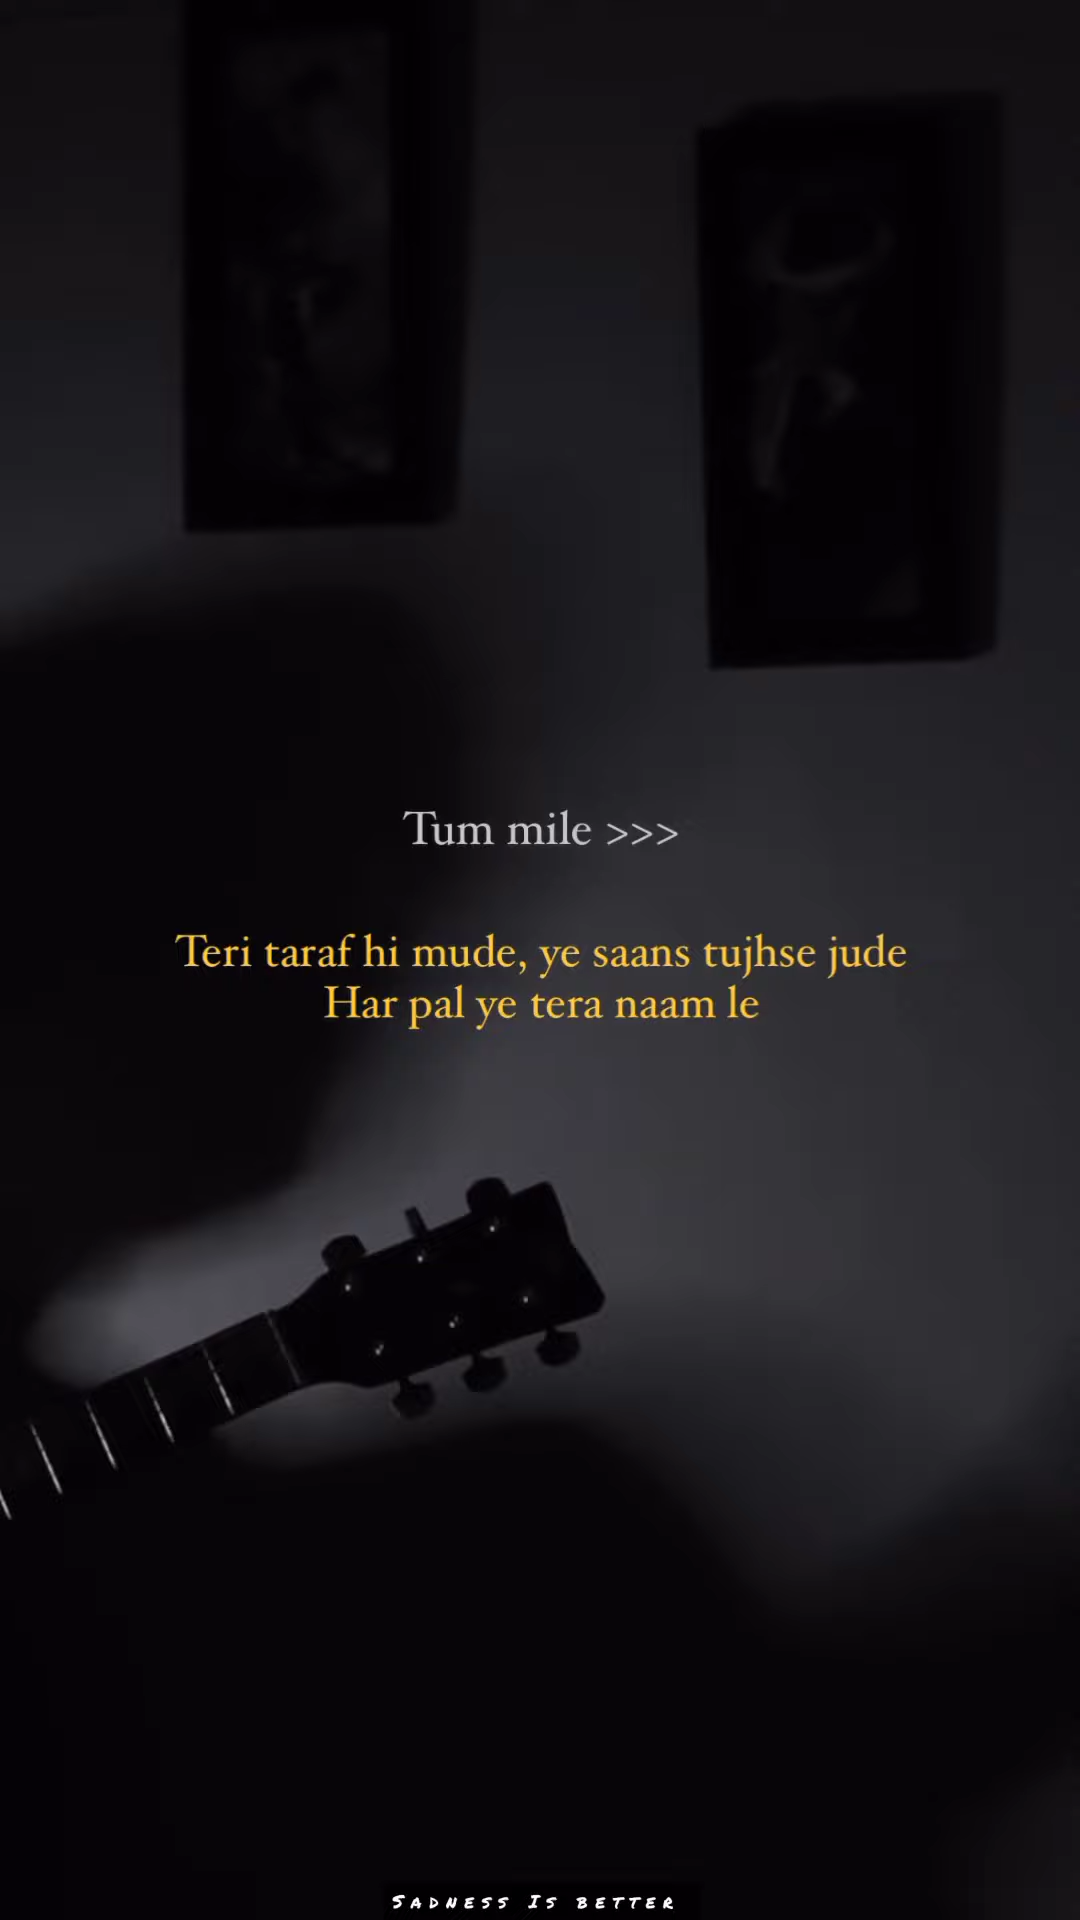 Tum mile >>>
Teri taraf hi mude, ye saans tujhse jude
Har pal ye tera naam le
SADNESS IS BETTER